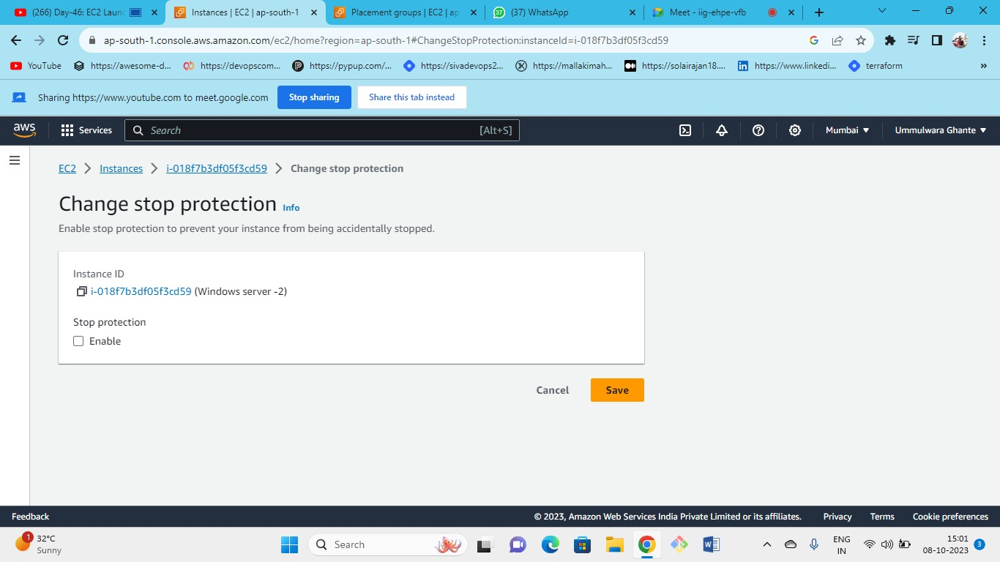 (266) Day-46: EC2 Launc
Instances | EC2 | ap-south-1
Placement groups | EC2 | ap
37
(37) WhatsApp
Meet - iig-ehpe-vfb
ap-south-1.console.aws.amazon.com/ec2/home?region=ap-south-1#ChangeStopProtection:instanceId=i-018f7b3df05f3cd59
YouTube
https://awesome-d...
https://devopscom...
https://pypup.com/...
https://sivadevops2...
https://mallakimah...
https://solairajan18....
https://www.linkedi...
terraform
Sharing https://www.youtube.com to meet.google.com
Stop sharing
Share this tab instead
aws
Services
Search
[Alt+S]
Mumbai
Ummulwara Ghante
EC2
Instances
i-018f7b3df05f3cd59
Change stop protection
Change stop protection Info
Enable stop protection to prevent your instance from being accidentally stopped.
Instance ID
i-018f7b3df05f3cd59 (Windows server -2)
Stop protection
Enable
Cancel
Save
Feedback
© 2023, Amazon Web Services India Private Limited or its affiliates.
Privacy
Terms
Cookie preferences
1
32°C
Sunny
Search
ENG
IN
15:01
08-10-2023
3